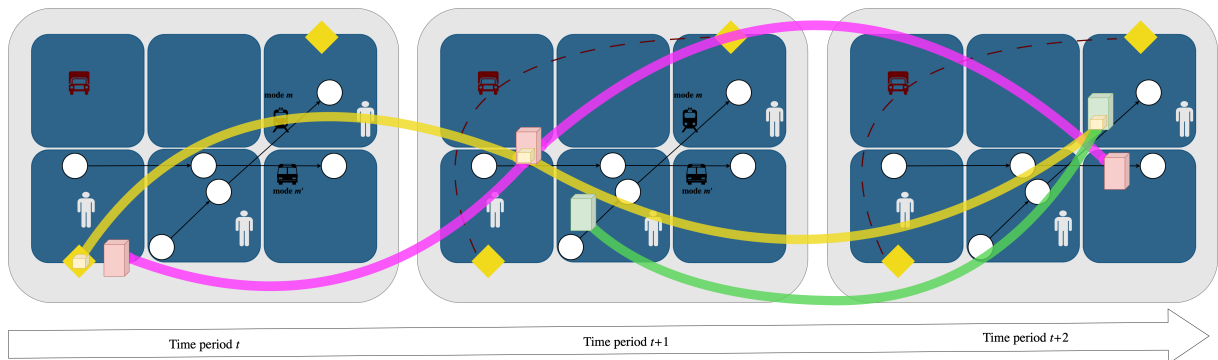 mode m
mode m'
mode m
mode m'
Time period t
Time period t+1
Time period t+2